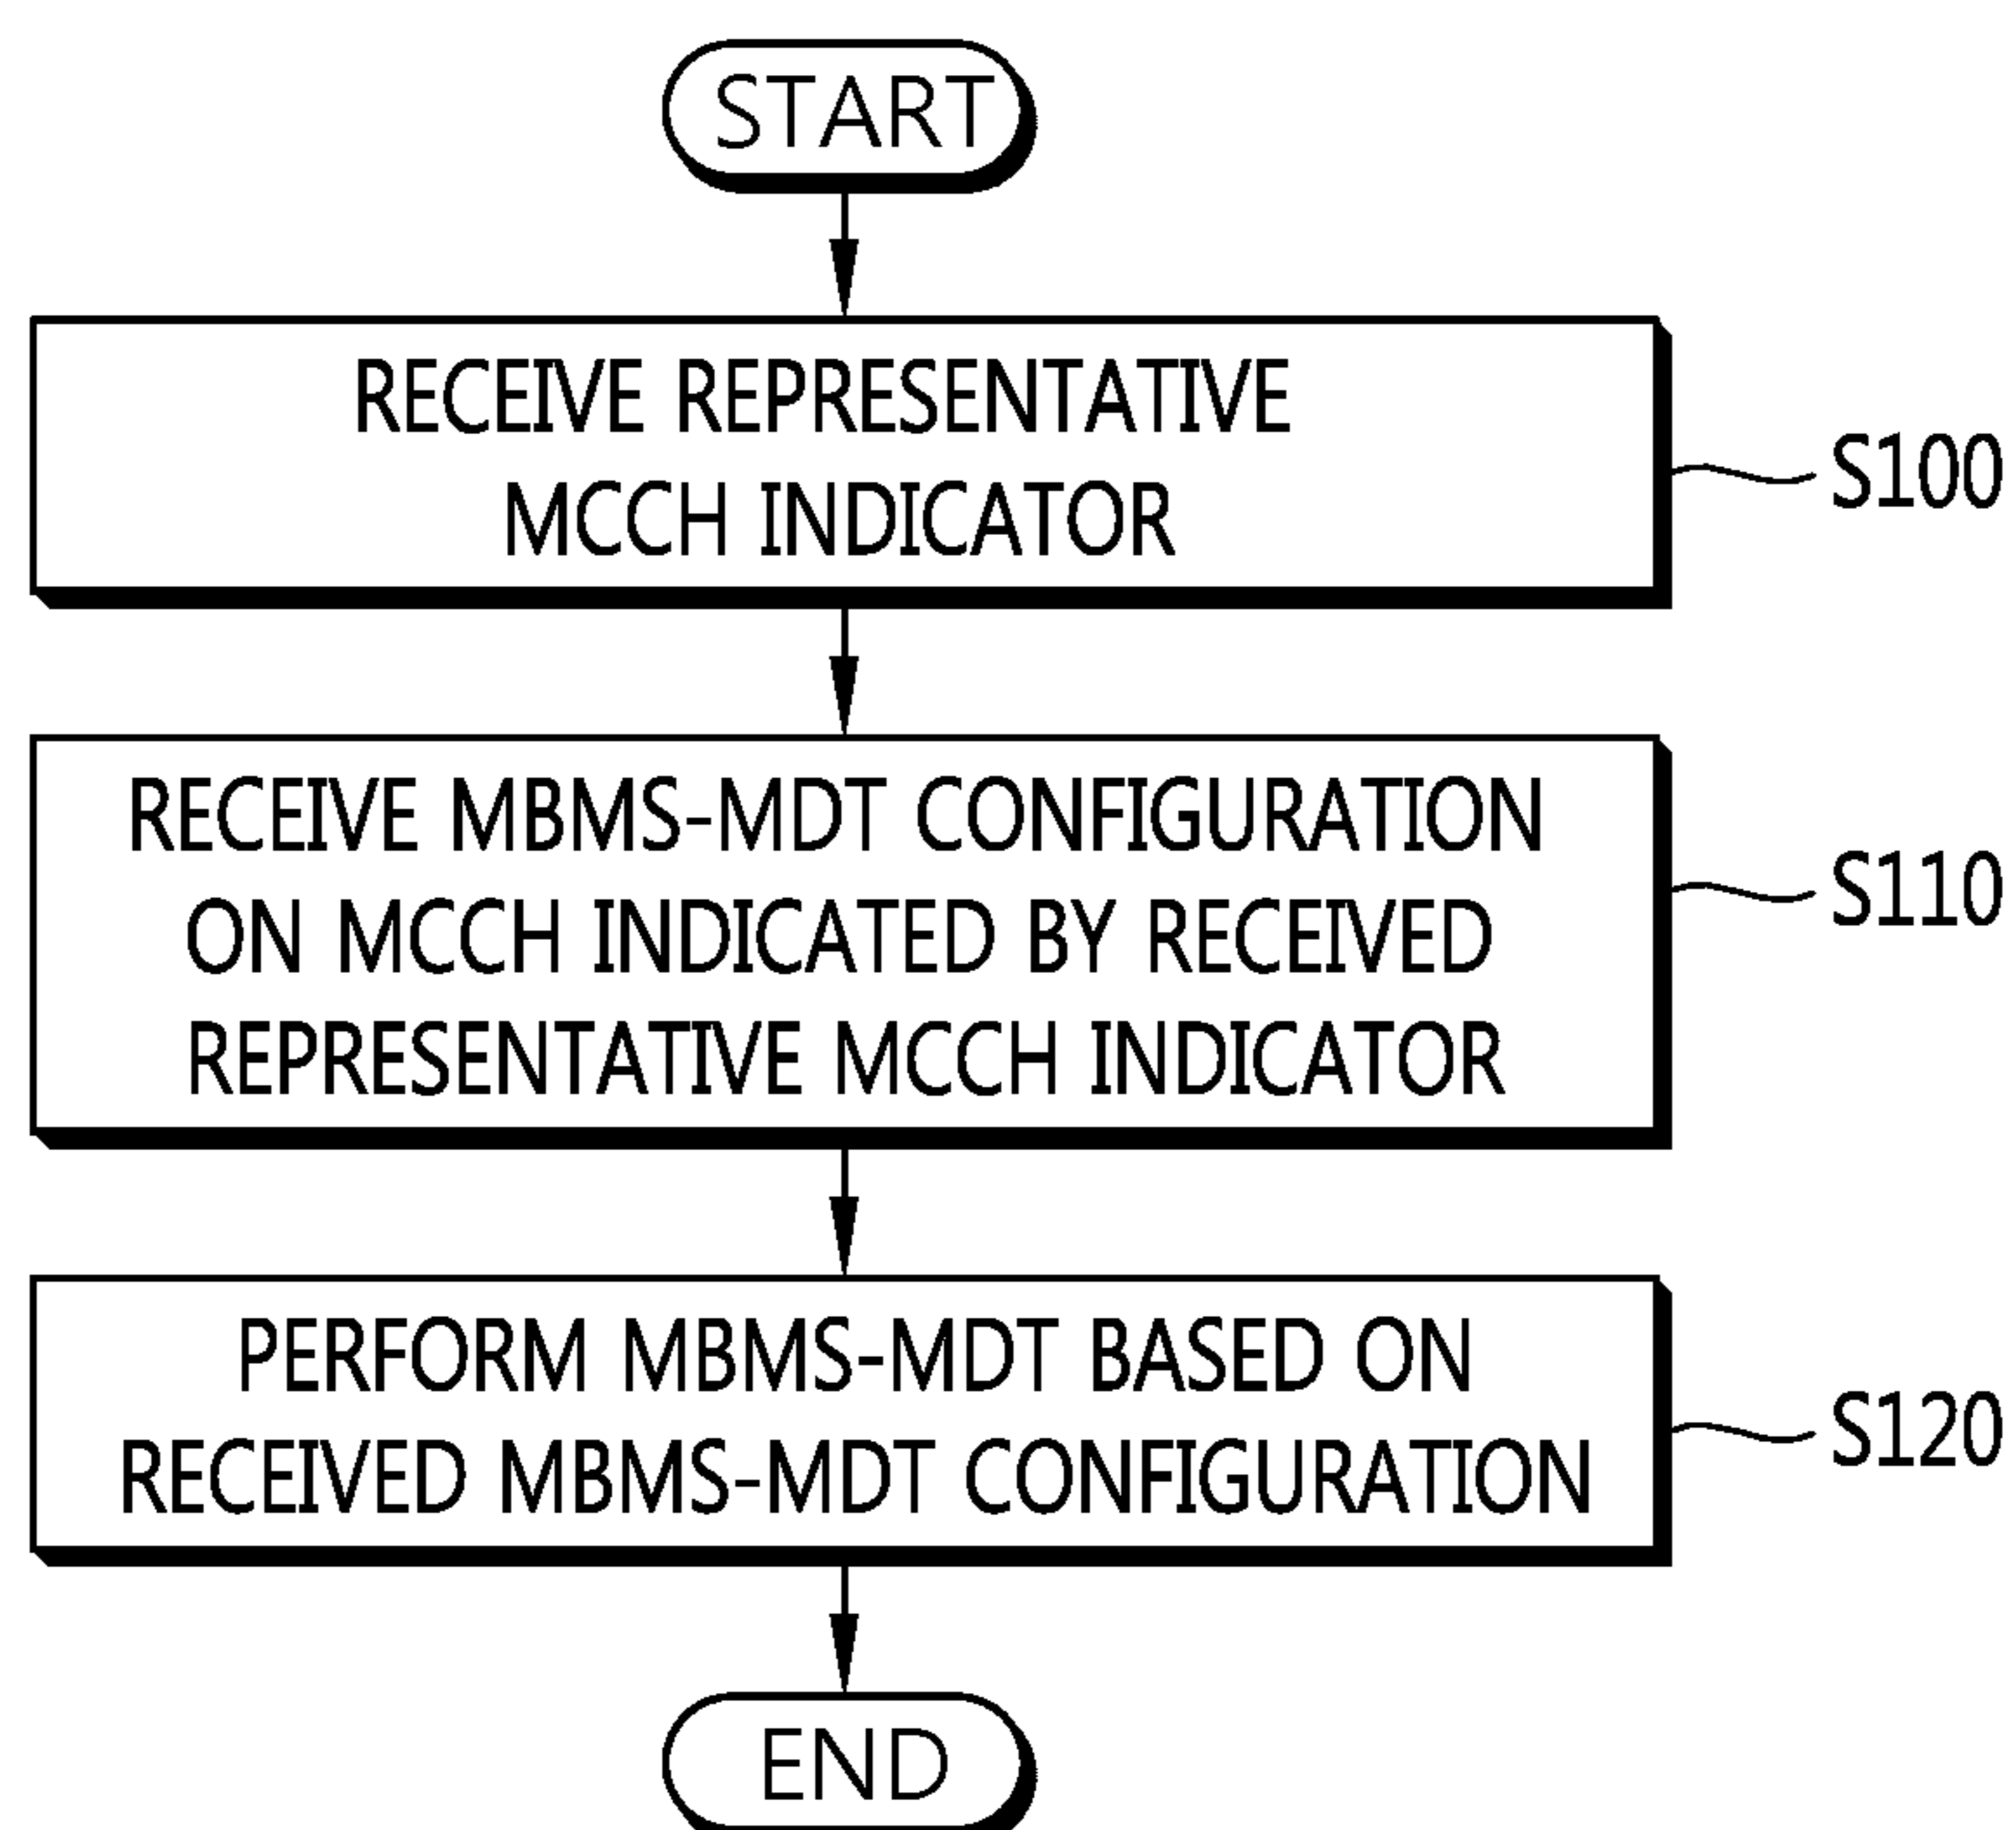 START
RECEIVE REPRESENTATIVE
MCCH INDICATOR
S100
RECEIVE MBMS-MDT CONFIGURATION
ON MCCH INDICATED BY RECEIVED
REPRESENTATIVE MCCH INDICATOR
S110
PERFORM MBMS-MDT BASED ON
RECEIVED MBMS-MDT CONFIGURATION
S120
END